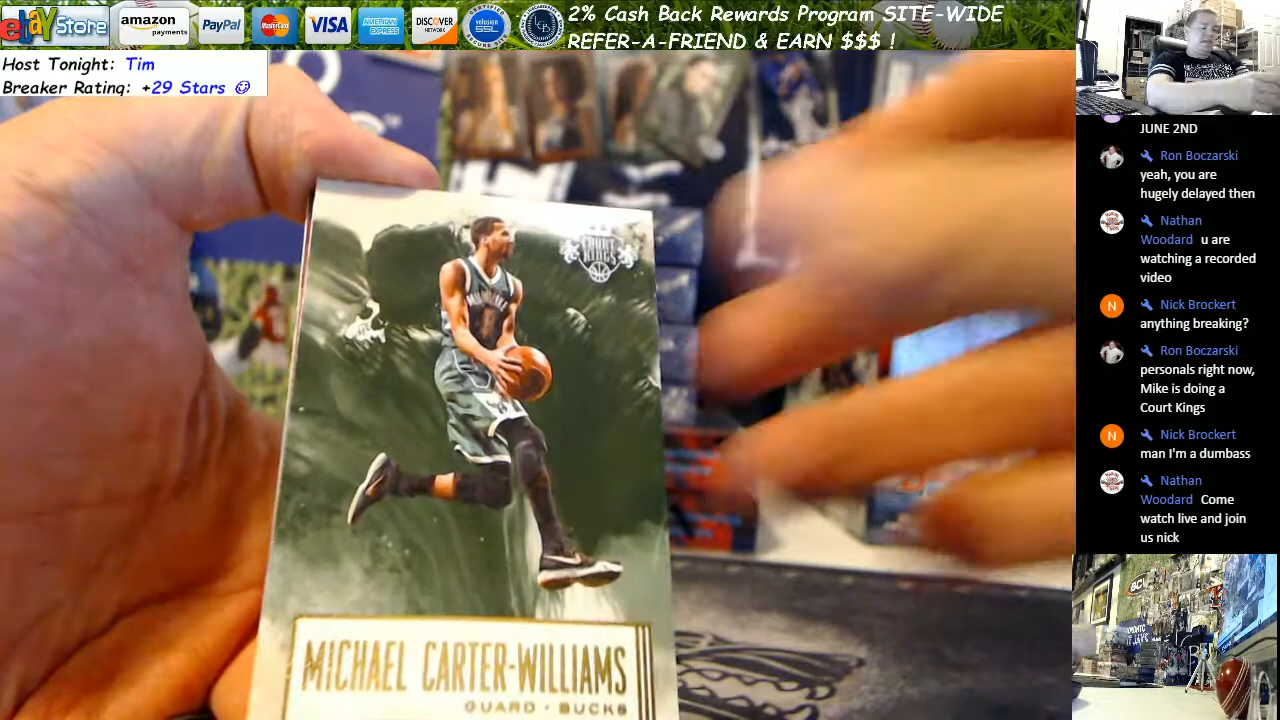 ebay Store
amazon
payments
PayPal
MasterCard
VISA
AMERICAN
EXPRESS
DISCOVER
NETWORK
volusion
SSL
2% Cash Back Rewards Program SITE-WIDE
REFER-A-FRIEND & EARN $$$ !
Host Tonight: Tim
Breaker Rating: +29 Stars
COURT
KINGS
MILWAUKEE
MICHAEL CARTER-WILLIAMS
GUARD · BUCKS
JUNE 2ND
Ron Boczarski
yeah, you are
hugely delayed then
Nathan
Woodard u are
watching a recorded
video
N
Nick Brockert
anything breaking?
Ron Boczarski
personals right now,
Mike is doing a
Court Kings
N
Nick Brockert
man I'm a dumbass
Nathan
Woodard Come
watch live and join
us nick